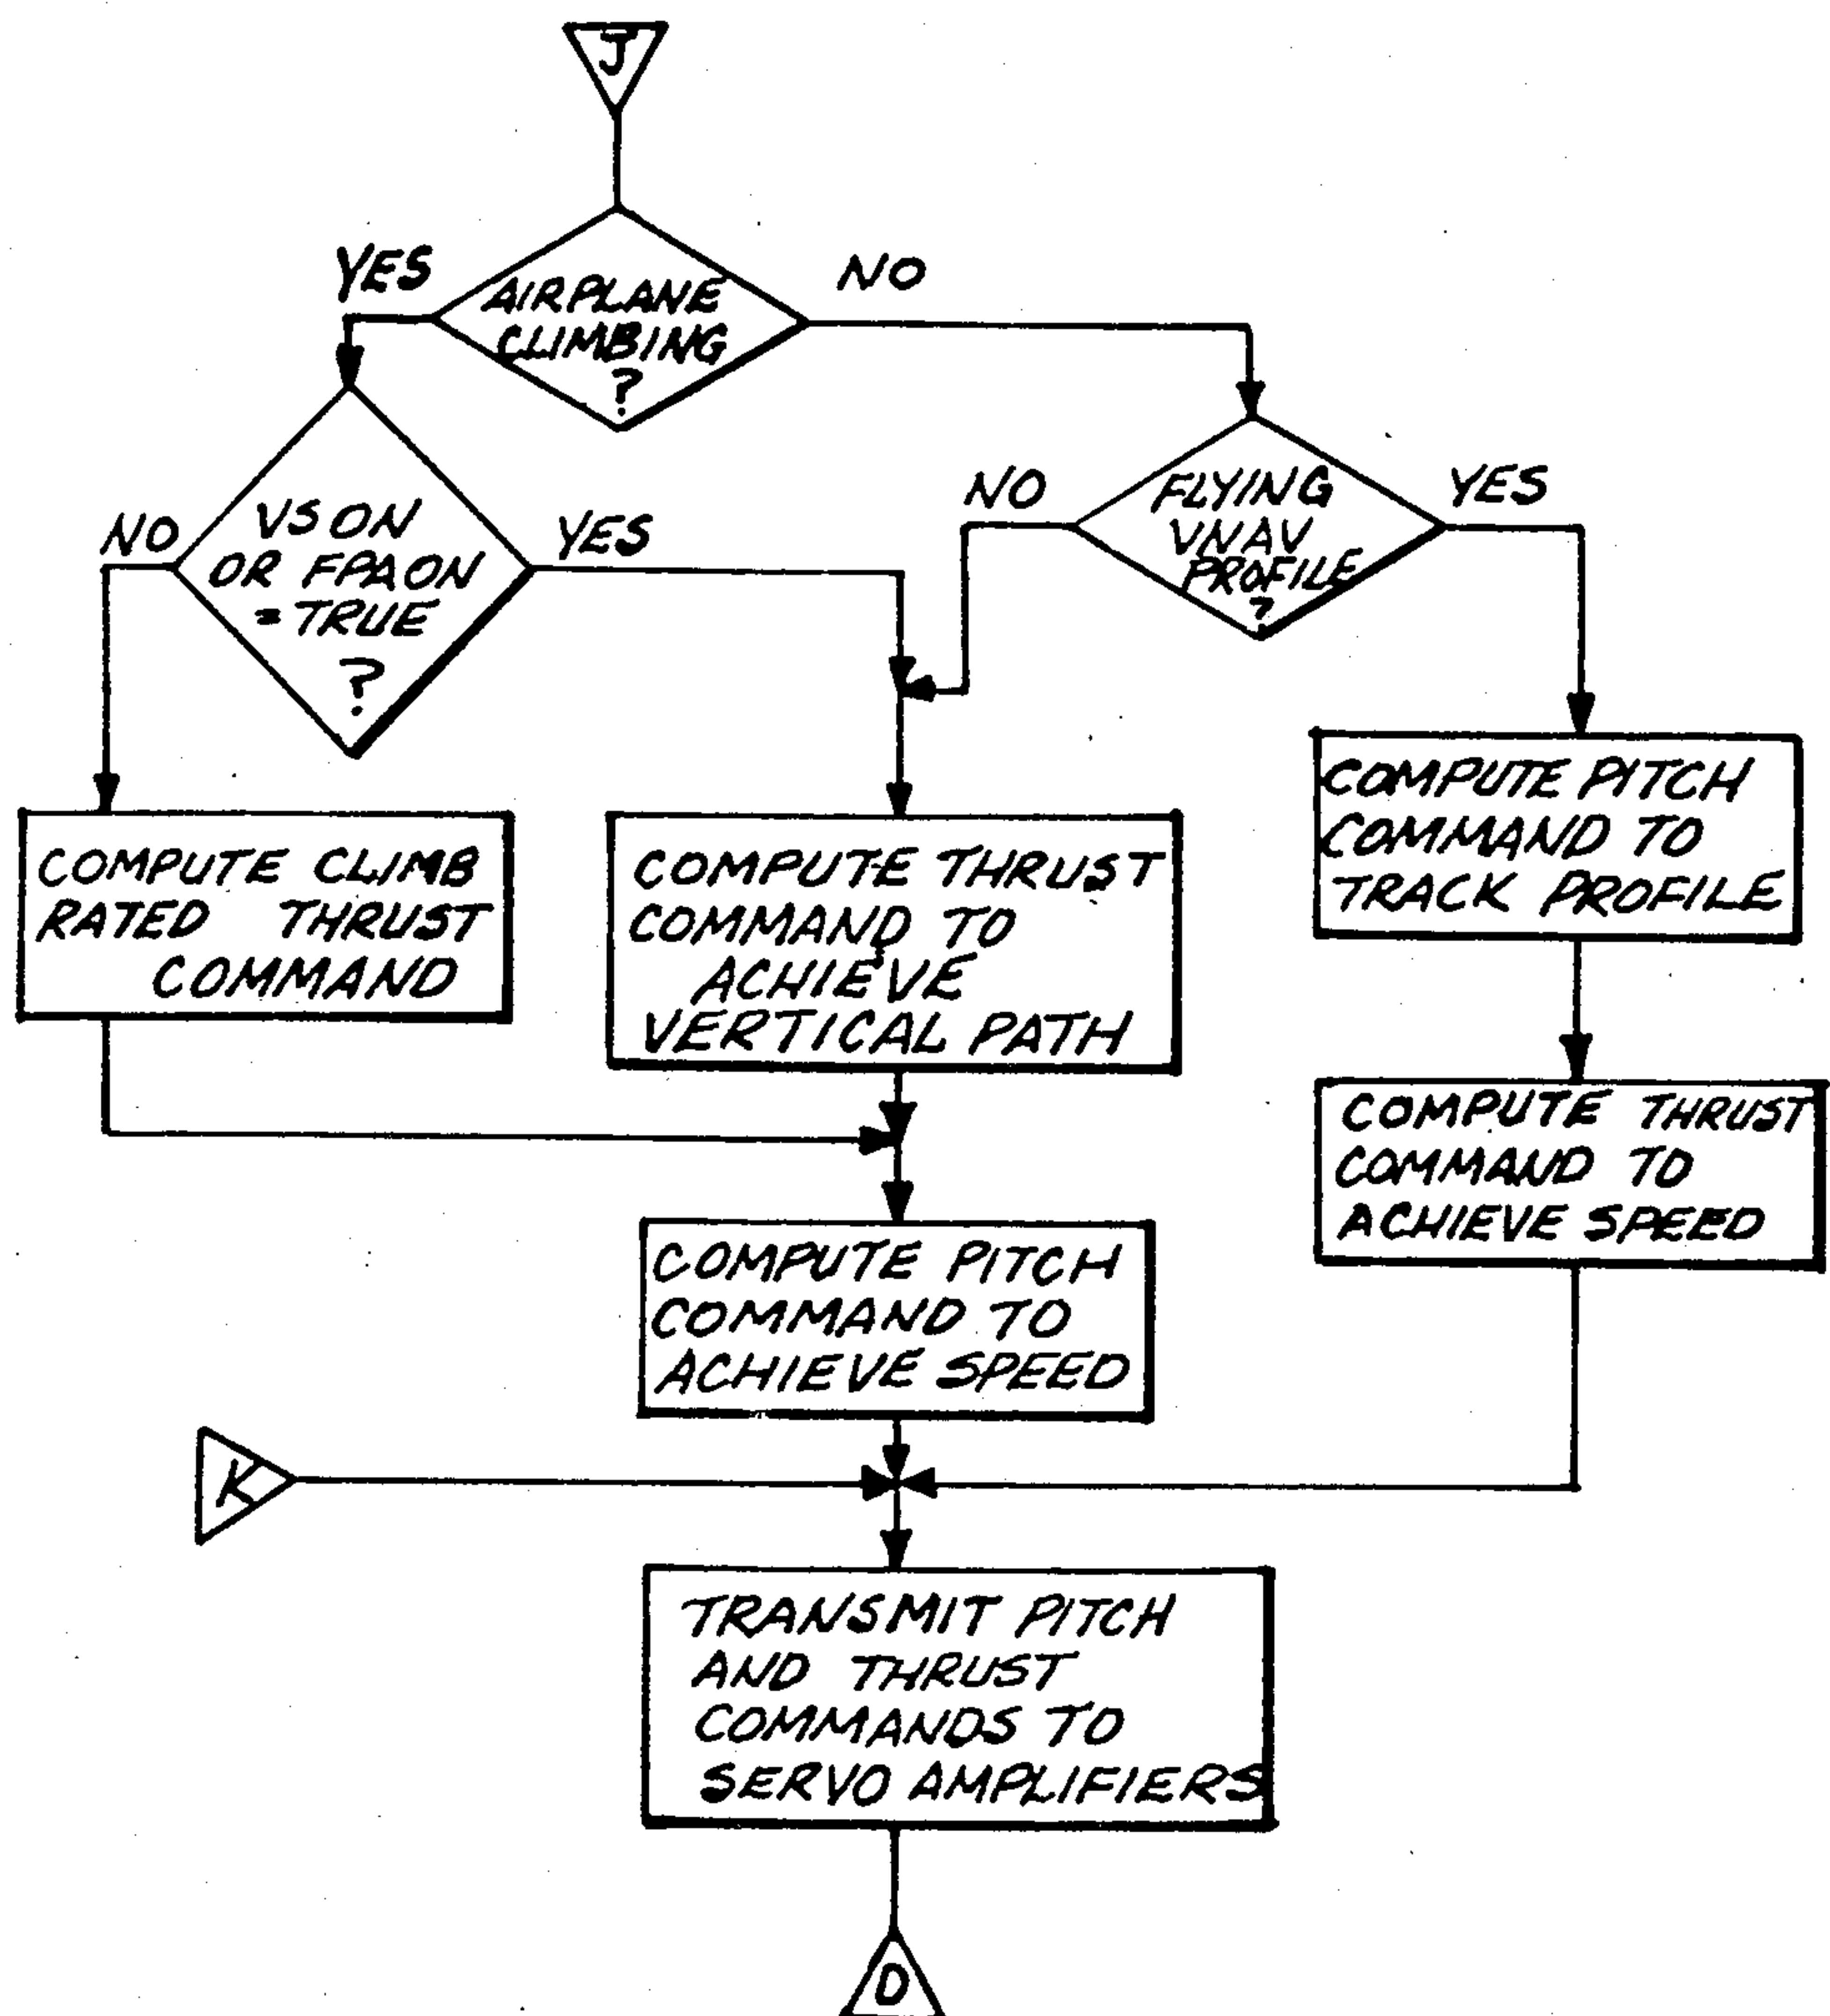 J
YES
NO
AIRPLANE
CLIMBING
?
NO
VS ON
OR FPAON
= TRUE
?
YES
NO
FLYING
VNAV
PROFILE
?
YES
COMPUTE CLIMB
RATED THRUST
COMMAND
COMPUTE THRUST
COMMAND TO
ACHIEVE
VERTICAL PATH
COMPUTE PITCH
COMMAND TO
TRACK PROFILE
COMPUTE THRUST
COMMAND TO
ACHIEVE SPEED
COMPUTE PITCH
COMMAND TO
ACHIEVE SPEED
K
TRANSMIT PITCH
AND THRUST
COMMANDS TO
SERVO AMPLIFIERS
D